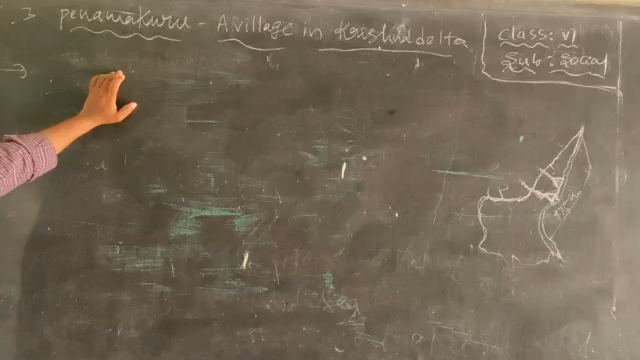 .3 penamakuru - A village in Krishna delta
Class: VI
Sub: Social